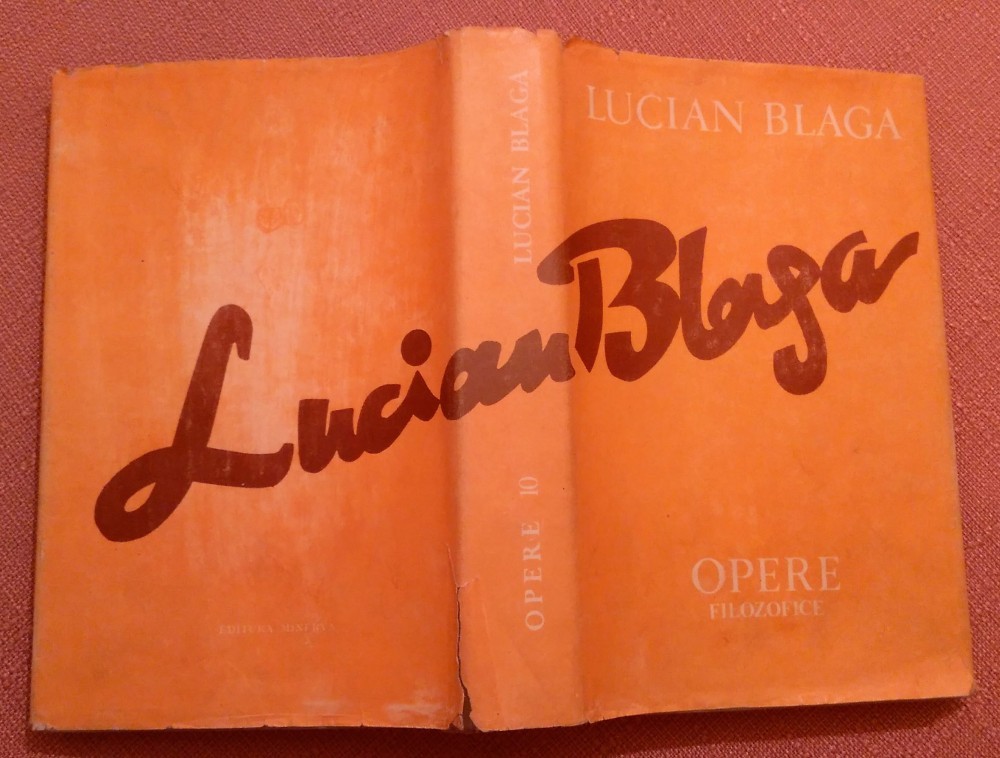 LUCIAN BLAGA
Lucian Blaga
OPERE
FILOZOFICE
OPERE 10 LUCIAN BLAGA
EDITURA MINERVA